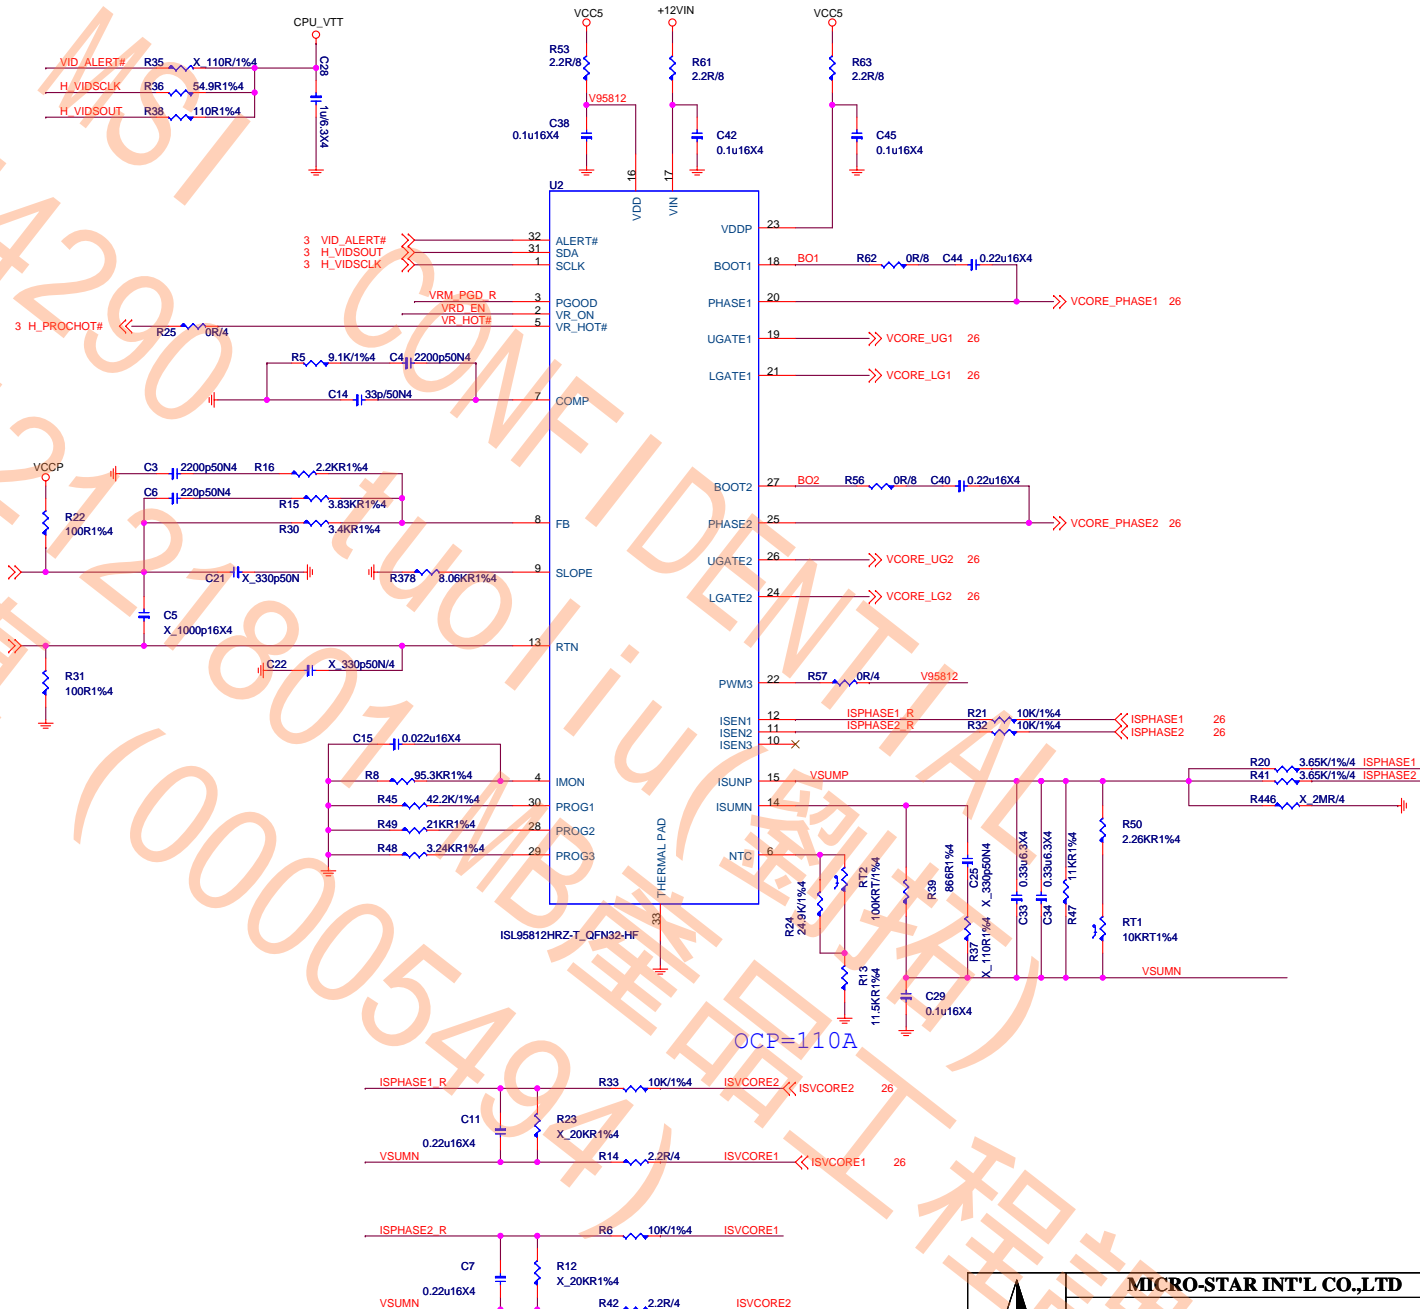 CPU_VTT
VID_ALERT# R35 X_110R/1%4
H_VIDSCLK R36 54.9R1%4
H_VIDSOUT R38 110R1%4
C28
1u/6.3X4
VCC5
R53
2.2R/8
V95812
C38
0.1u16X4
+12VIN
R61
2.2R/8
C42
0.1u16X4
VCC5
R63
2.2R/8
C45
0.1u16X4
U2
16
VDD
17
VIN
3 VID_ALERT# 32 ALERT#
3 H_VIDSOUT 31 SDA
3 H_VIDSCLK 1 SCLK
VRM_PGD_R 3 PGOOD
VRD_EN 2 VR_ON
VR_HOT# 5 VR_HOT#
3 H_PROCHOT# R25 0R/4
R5 9.1K/1%4 C4 2200p50N4
C14 33p/50N4 7 COMP
VCCP
R22
100R1%4
C3 2200p50N4 R16 2.2KR1%4
C6 220p50N4
R15 3.83KR1%4
R30 3.4KR1%4
8 FB
C21 X_330p50N
R378 8.06KR1%4
9 SLOPE
C5
X_1000p16X4
13 RTN
C22 X_330p50N/4
R31
100R1%4
C15 0.022u16X4
R8 95.3KR1%4 4 IMON
R45 42.2K/1%4 30 PROG1
R49 21KR1%4 28 PROG2
R48 3.24KR1%4 29 PROG3
THERMAL PAD
33
ISL95812HRZ-T_QFN32-HF
VDDP 23
BOOT1 18 BO1 R62 0R/8 C44 0.22u16X4
PHASE1 20 VCORE_PHASE1 26
UGATE1 19 VCORE_UG1 26
LGATE1 21 VCORE_LG1 26
BOOT2 27 BO2 R56 0R/8 C40 0.22u16X4
PHASE2 25 VCORE_PHASE2 26
UGATE2 26 VCORE_UG2 26
LGATE2 24 VCORE_LG2 26
PWM3 22 R57 0R/4 V95812
ISEN1 12 ISPHASE1_R R21 10K/1%4 ISPHASE1 26
ISEN2 11 ISPHASE2_R R32 10K/1%4 ISPHASE2 26
ISEN3 10
ISUNP 15 VSUMP
ISUMN 14
NTC 6
R20 3.65K/1%/4 ISPHASE1
R41 3.65K/1%/4 ISPHASE2
R446 X_2MR/4
R24
24.9K/1%4
RT2
100KRT/1%4
R13
11.5KR1%4
R39
866R1%4
C25
X_330p50N4
R37
X_110R1%4
C33
0.33u6.3X4
C34
0.33u6.3X4
R47
11KR1%4
R50
2.26KR1%4
RT1
10KRT1%4
VSUMN
C29
0.1u16X4
OCP=110A
ISPHASE1_R R33 10K/1%4 ISVCORE2 ISVCORE2 26
C11
0.22u16X4
R23
X_20KR1%4
VSUMN R14 2.2R/4 ISVCORE1 ISVCORE1 26
ISPHASE2_R R6 10K/1%4 ISVCORE1
C7
0.22u16X4
R12
X_20KR1%4
VSUMN R42 2.2R/4 ISVCORE2
MICRO-STAR INT'L CO.,LTD
MSI CONFIDENTIAL
tuoliu(劉拓)
MB產品工程
(00005494)